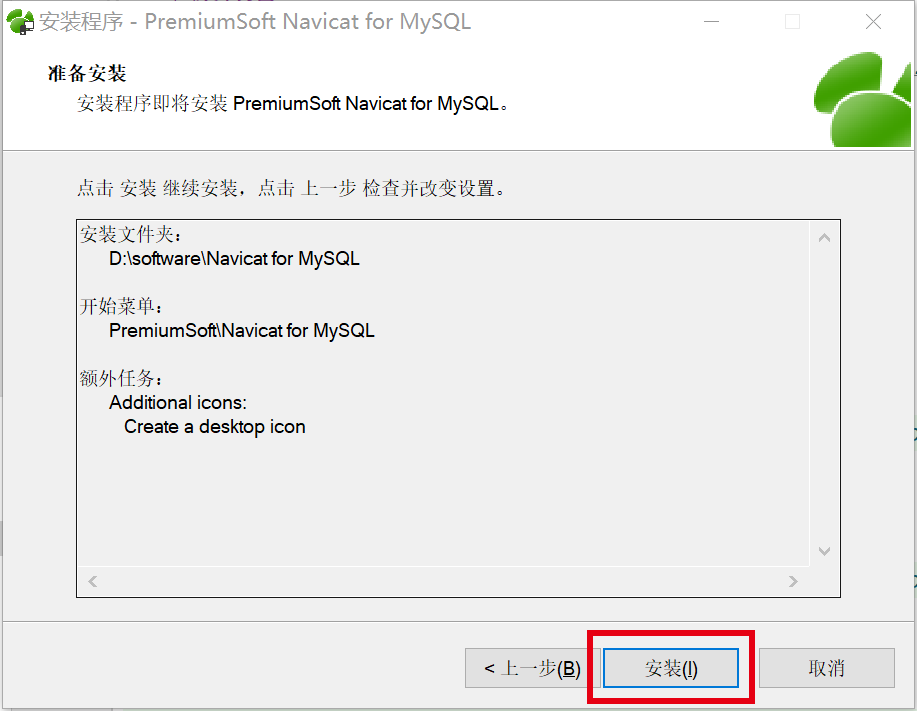 安装程序 - PremiumSoft Navicat for MySQL
准备安装
安装程序即将安装 PremiumSoft Navicat for MySQL。
点击 安装 继续安装，点击 上一步 检查并改变设置。
安装文件夹：
D:\software\Navicat for MySQL
开始菜单：
PremiumSoft\Navicat for MySQL
额外任务：
Additional icons:
Create a desktop icon
< 上一步(B) 安装(I) 取消